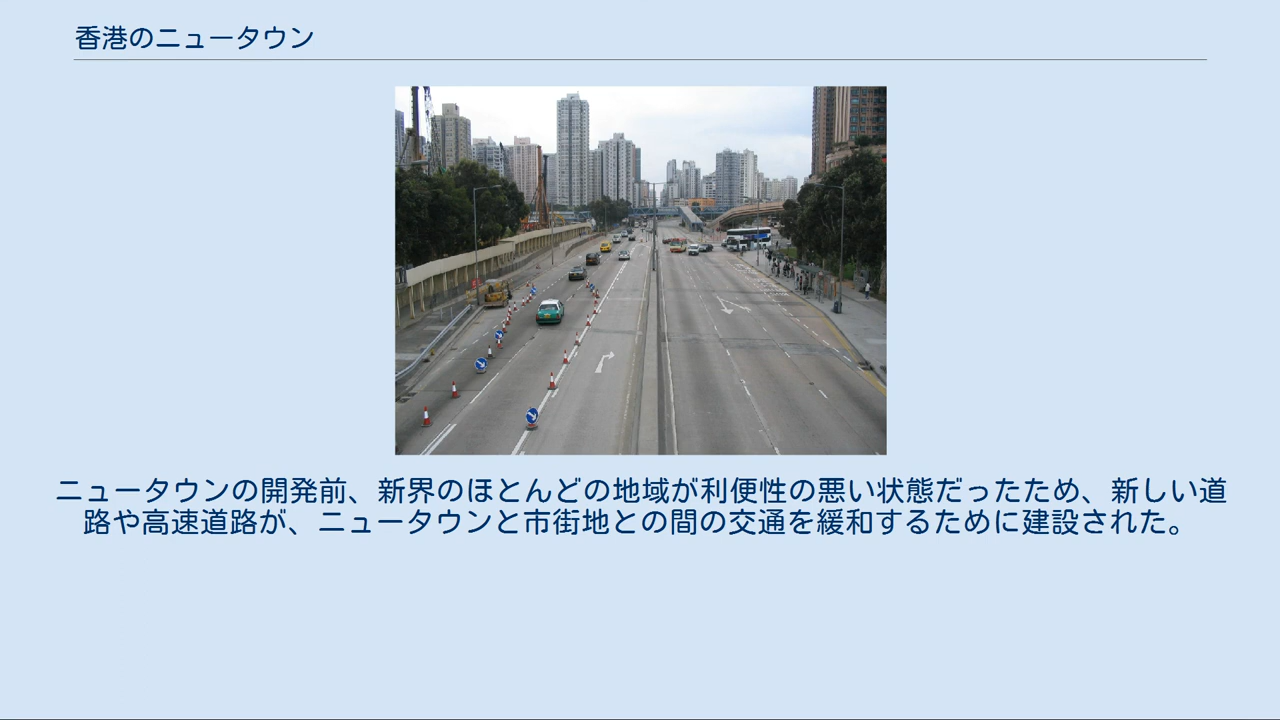 香港のニュータウン
ニュータウンの開発前、新界のほとんどの地域が利便性の悪い状態だったため、新しい道
路や高速道路が、ニュータウンと市街地との間の交通を緩和するために建設された。